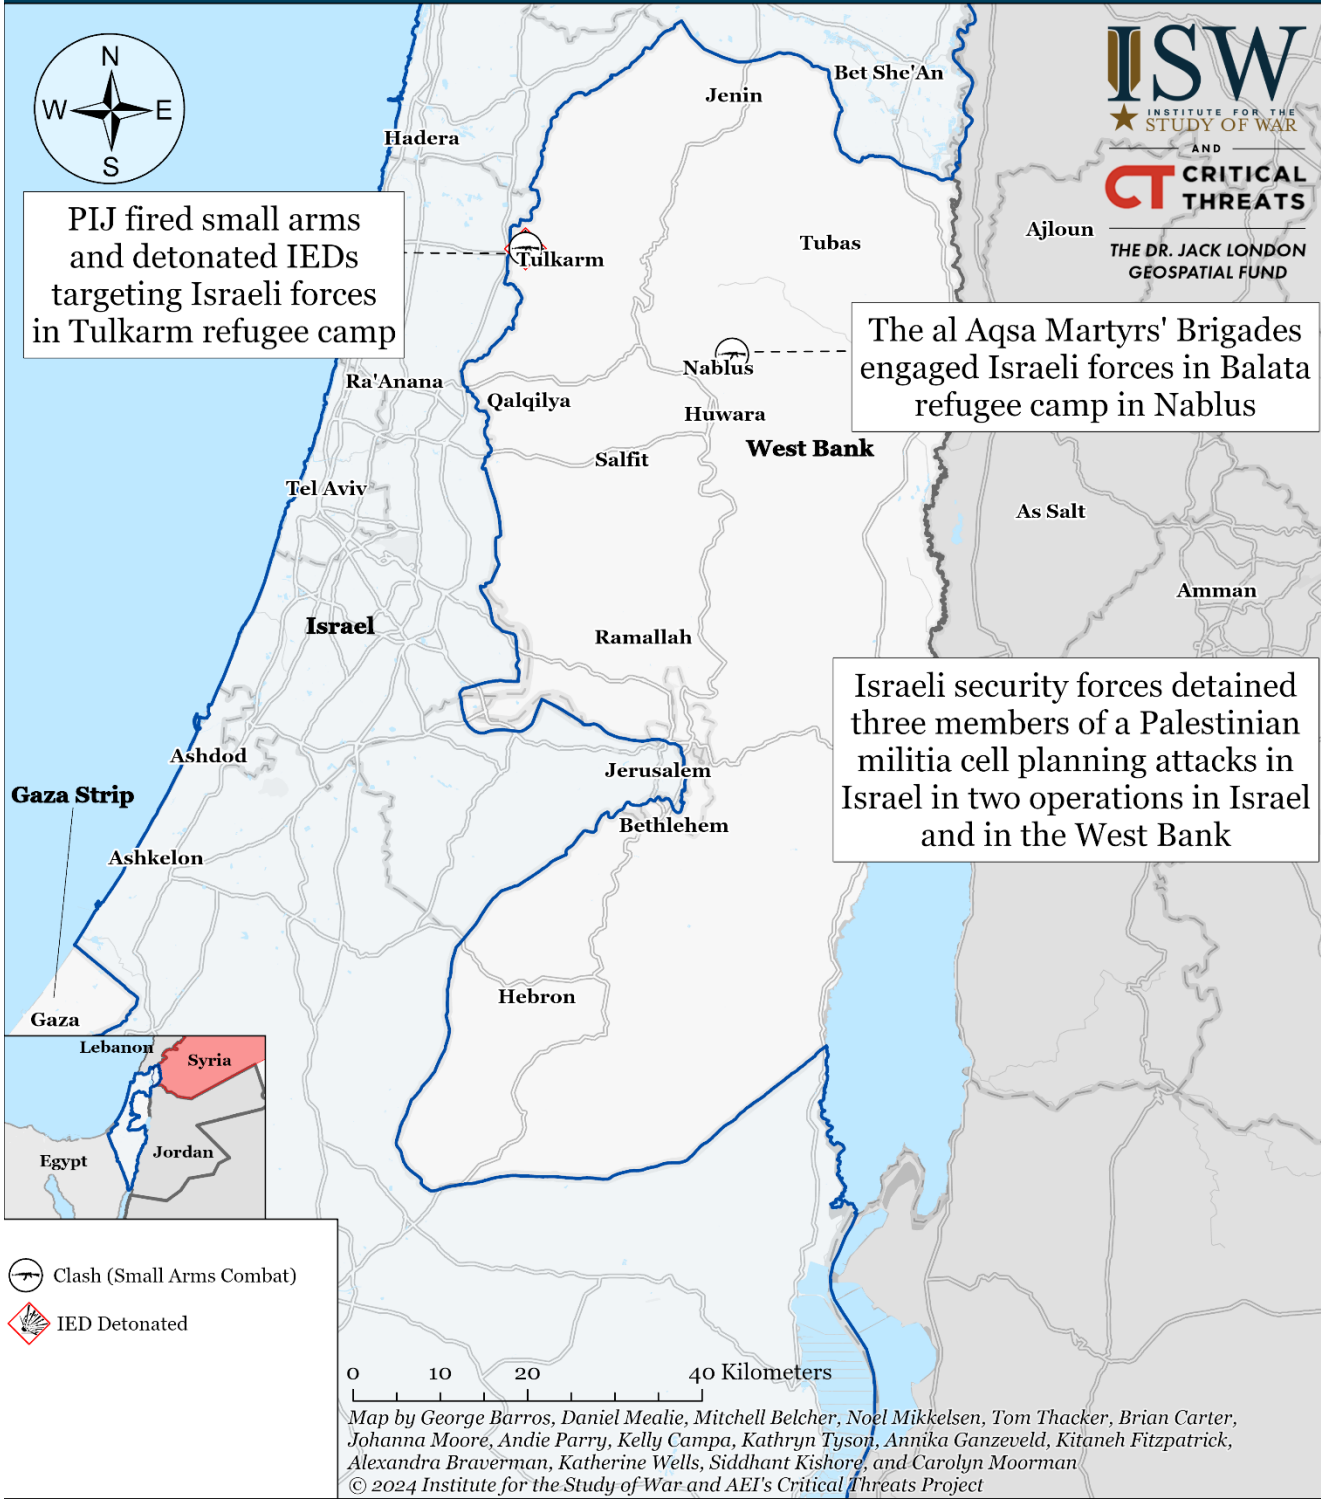 N
W
E
S
ISW
INSTITUTE FOR THE
STUDY OF WAR
AND
CT CRITICAL
THREATS
THE DR. JACK LONDON
GEOSPATIAL FUND
Bet She'An
Jenin
Hadera
PIJ fired small arms
and detonated IEDs
targeting Israeli forces
in Tulkarm refugee camp
Ajloun
Tubas
Tulkarm
The al Aqsa Martyrs' Brigades
engaged Israeli forces in Balata
refugee camp in Nablus
Nablus
Ra'Anana
Qalqilya
Huwara
West Bank
Salfit
Tel Aviv
As Salt
Amman
Israel
Ramallah
Israeli security forces detained
three members of a Palestinian
militia cell planning attacks in
Israel in two operations in Israel
and in the West Bank
Ashdod
Jerusalem
Gaza Strip
Bethlehem
Ashkelon
Hebron
Gaza
Lebanon
Syria
Jordan
Egypt
Clash (Small Arms Combat)
IED Detonated
0 10 20 40 Kilometers
Map by George Barros, Daniel Mealie, Mitchell Belcher, Noel Mikkelsen, Tom Thacker, Brian Carter,
Johanna Moore, Andie Parry, Kelly Campa, Kathryn Tyson, Annika Ganzeveld, Kitaneh Fitzpatrick,
Alexandra Braverman, Katherine Wells, Siddhant Kishore, and Carolyn Moorman
© 2024 Institute for the Study of War and AEI's Critical Threats Project